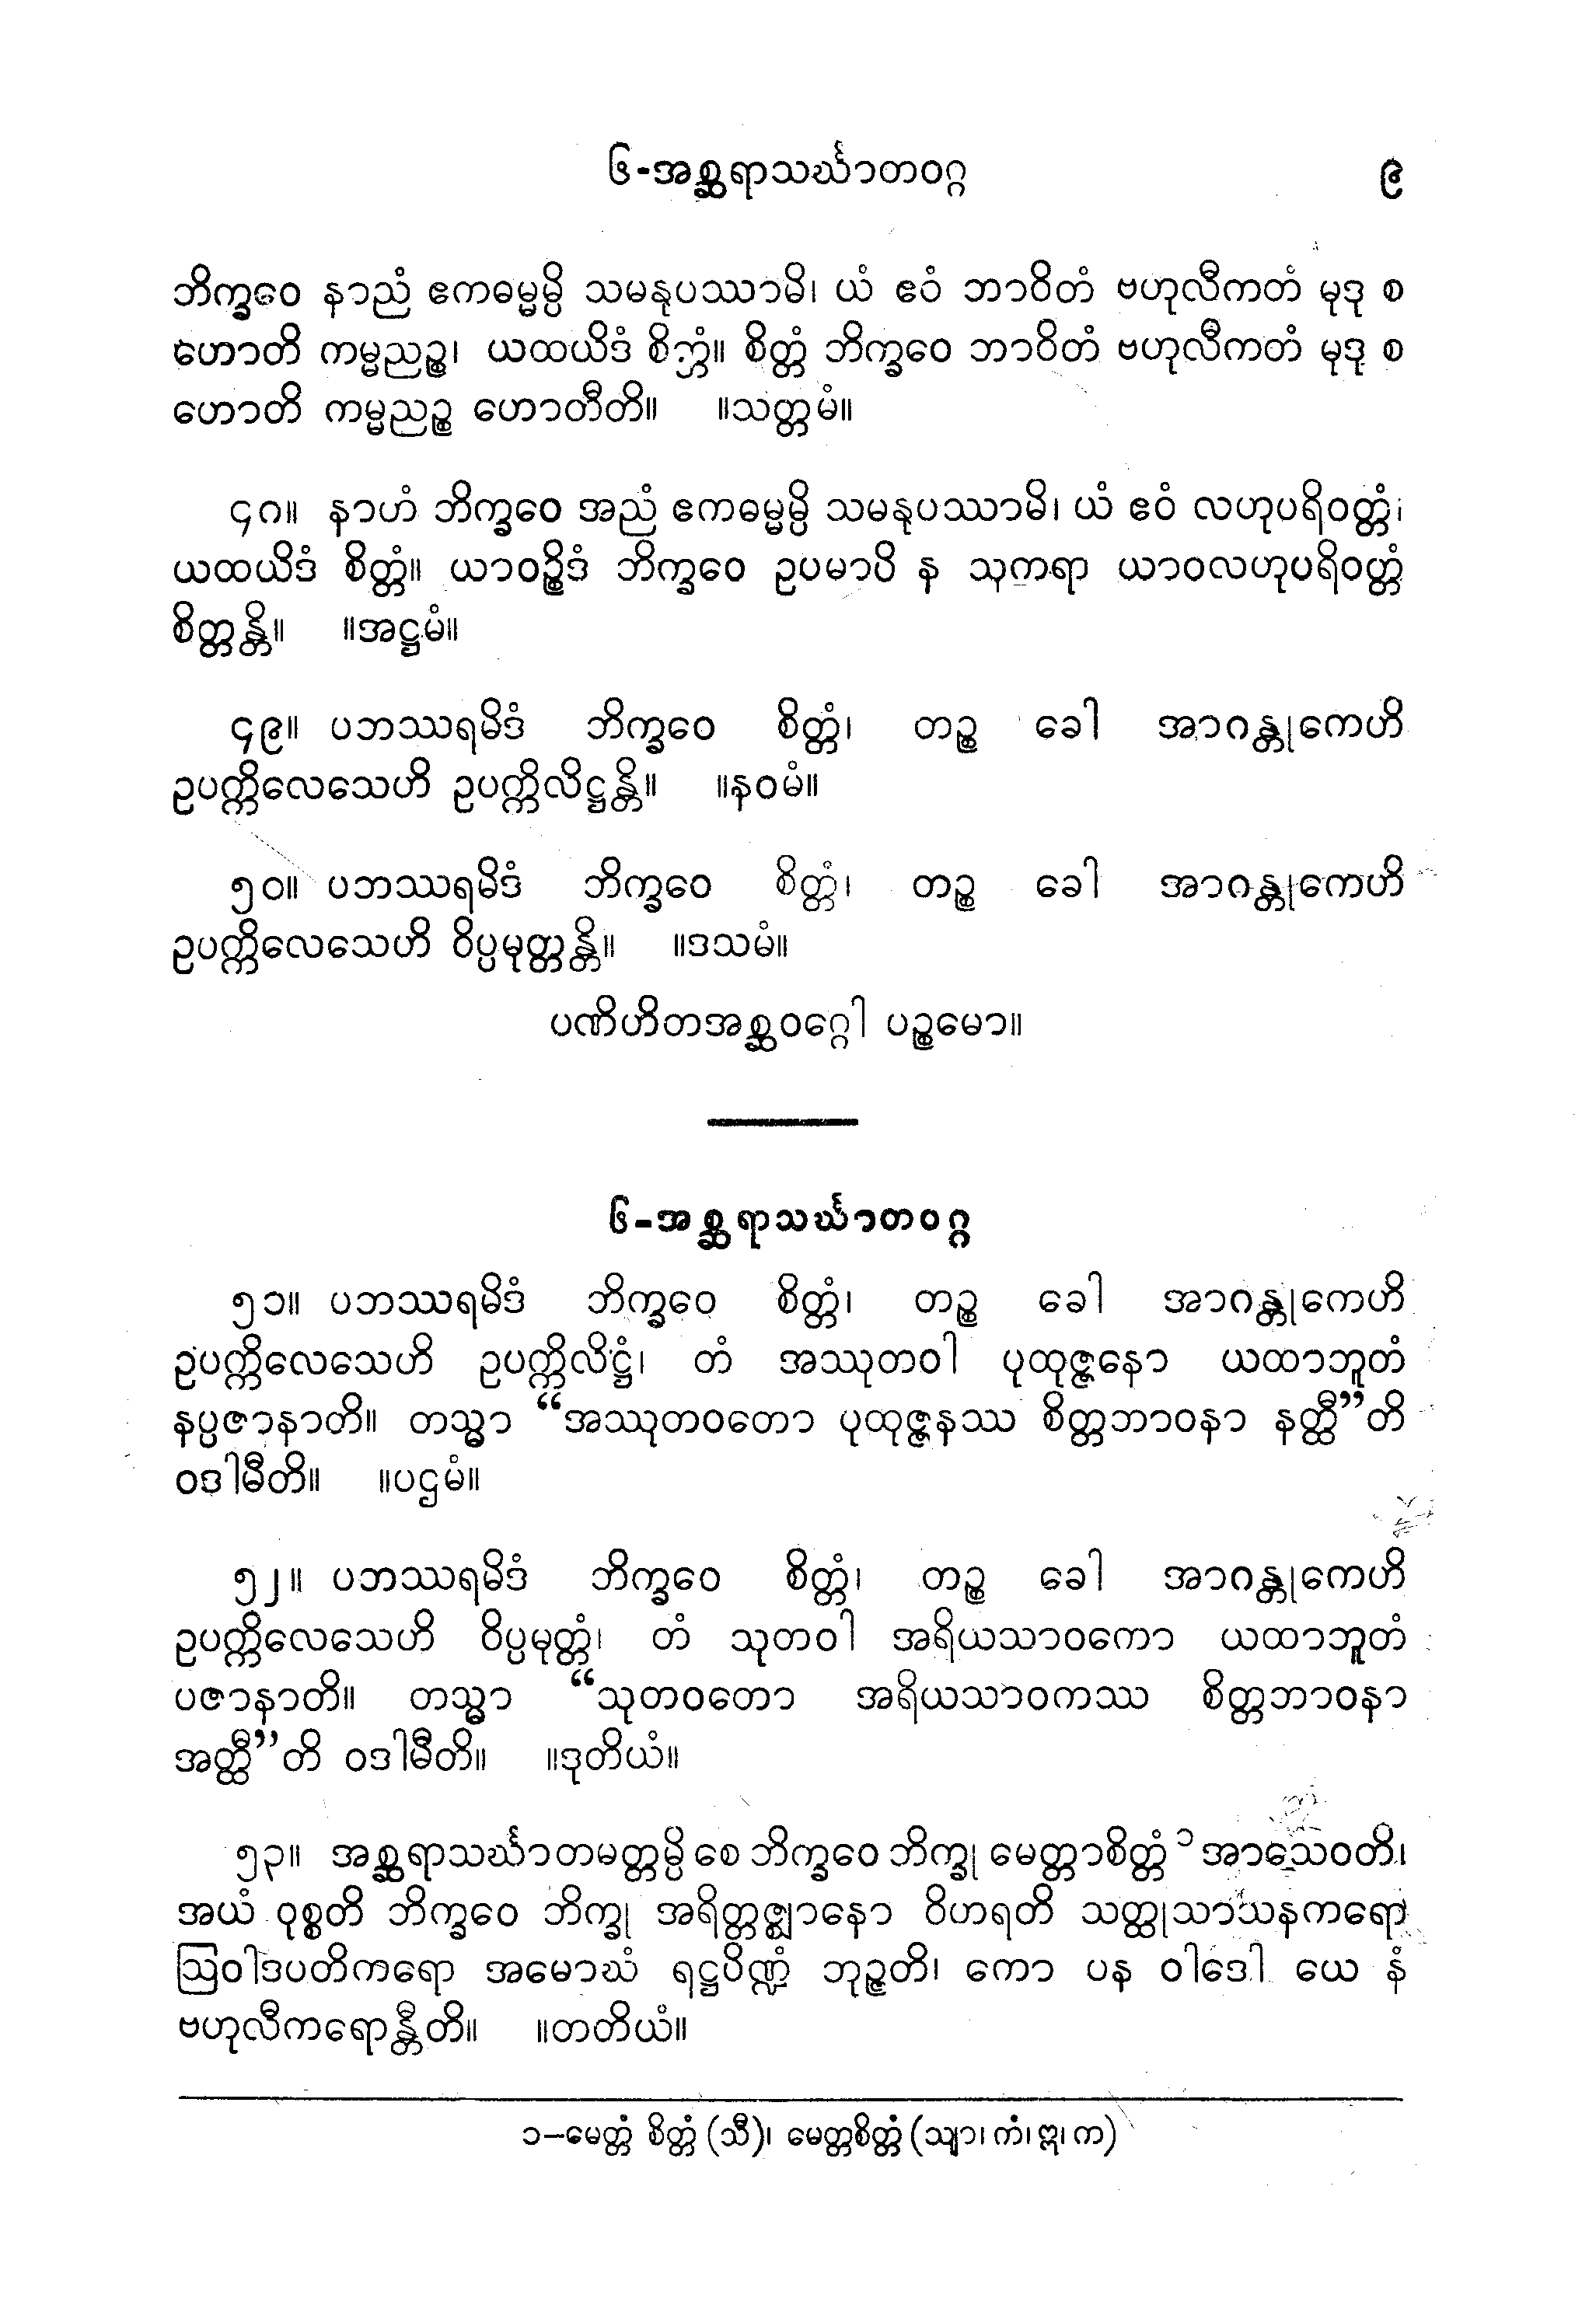 ၆-အစ္ဆရာသင်္ဃာတဝဂ္ဂ ၉
ဘိက္ခဝေ နာညံ ဧကဓမ္မမ္ပိ သမနုပဿာမိ၊ ယံ ဧဝံ ဘာဝိတံ ဗဟုလီကတံ မုဒု စ
ဟောတိ ကမ္မညဉ္စ၊ ယထယိဒံ စိတ္တံ။ စိတ္တံ ဘိက္ခဝေ ဘာဝိတံ ဗဟုလီကတံ မုဒု စ
ဟောတိ ကမ္မညဉ္စ ဟောတီတိ။ ။သတ္တမံ။
၄၈။ နာဟံ ဘိက္ခဝေ အညံ ဧကဓမ္မမ္ပိ သမနုပဿာမိ၊ ယံ ဧဝံ လဟုပရိဝတ္တံ၊
ယထယိဒံ စိတ္တံ။ ယာဝဉ္စိဒံ ဘိက္ခဝေ ဥပမာပိ န သုကရာ ယာဝလဟုပရိဝတ္တံ
စိတ္တန္တိ။ ။အဋ္ဌမံ။
၄၉။ ပဘဿရမိဒံ ဘိက္ခဝေ စိတ္တံ၊ တဉ္စ ခေါ အာဂန္တုကေဟိ
ဥပက္ကိလေသေဟိ ဥပက္ကိလိဋ္ဌန္တိ။ ။နဝမံ။
၅၀။ ပဘဿရမိဒံ ဘိက္ခဝေ စိတ္တံ၊ တဉ္စ ခေါ အာဂန္တုကေဟိ
ဥပက္ကိလေသေဟိ ဝိပ္ပမုတ္တန္တိ။ ။ဒသမံ။
ပဏိဟိတအစ္ဆဝဂ္ဂေါ ပဉ္စမော။
၆-အစ္ဆရာသင်္ဃာတဝဂ္ဂ
၅၁။ ပဘဿရမိဒံ ဘိက္ခဝေ စိတ္တံ၊ တဉ္စ ခေါ အာဂန္တုကေဟိ
ဥပက္ကိလေသေဟိ ဥပက္ကိလိဋ္ဌံ၊ တံ အဿုတဝါ ပုထုဇ္ဇနော ယထာဘူတံ
နပ္ပဇာနာတိ။ တသ္မာ “အဿုတဝတော ပုထုဇ္ဇနဿ စိတ္တဘာဝနာ နတ္ထီ”တိ
ဝဒါမီတိ။ ။ပဌမံ။
၅၂။ ပဘဿရမိဒံ ဘိက္ခဝေ စိတ္တံ၊ တဉ္စ ခေါ အာဂန္တုကေဟိ
ဥပက္ကိလေသေဟိ ဝိပ္ပမုတ္တံ၊ တံ သုတဝါ အရိယသာဝကော ယထာဘူတံ
ပဇာနာတိ။ တသ္မာ “သုတဝတော အရိယသာဝကဿ စိတ္တဘာဝနာ
အတ္ထီ”တိ ဝဒါမီတိ။ ။ဒုတိယံ။
၅၃။ အစ္ဆရာသင်္ဃာတမတ္တမ္ပိ စေ ဘိက္ခဝေ ဘိက္ခု မေတ္တာစိတ္တံ ၁ အာသေဝတိ၊
အယံ ဝုစ္စတိ ဘိက္ခဝေ ဘိက္ခု အရိတ္တဇ္ဈာနော ဝိဟရတိ သတ္ထုသာသနကရော
ဩဝါဒပတိကရော အမောဃံ ရဋ္ဌပိဏ္ဍံ ဘုဉ္ဇတိ၊ ကော ပန ဝါဒေါ ယေ နံ
ဗဟုလီကရောန္တီတိ။ ။တတိယံ။
၁-မေတ္တံ စိတ္တံ (သီ)၊ မေတ္တစိတ္တံ (သျာ၊ ကံ၊ ဣ၊ က)